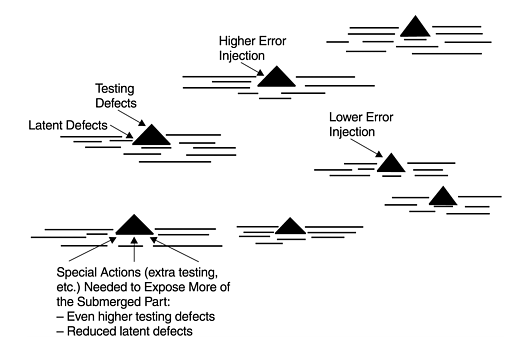 Higher Error
Injection
Testing
Defects
Latent Defects
Lower Error
Injection
Special Actions (extra testing,
etc.) Needed to Expose More of
the Submerged Part:
– Even higher testing defects
– Reduced latent defects